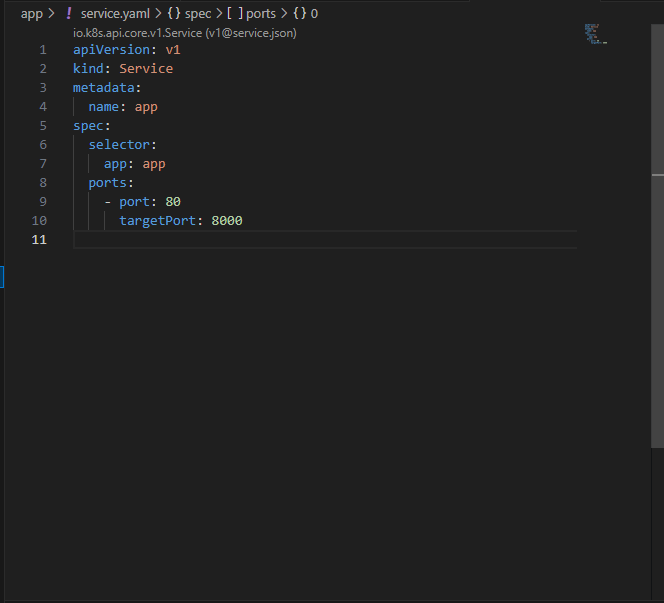 app > ! service.yaml > {} spec > [ ] ports > {} 0
io.k8s.api.core.v1.Service (v1@service.json)
1 apiVersion: v1
2 kind: Service
3 metadata:
4   name: app
5 spec:
6   selector:
7     app: app
8   ports:
9     - port: 80
10       targetPort: 8000
11